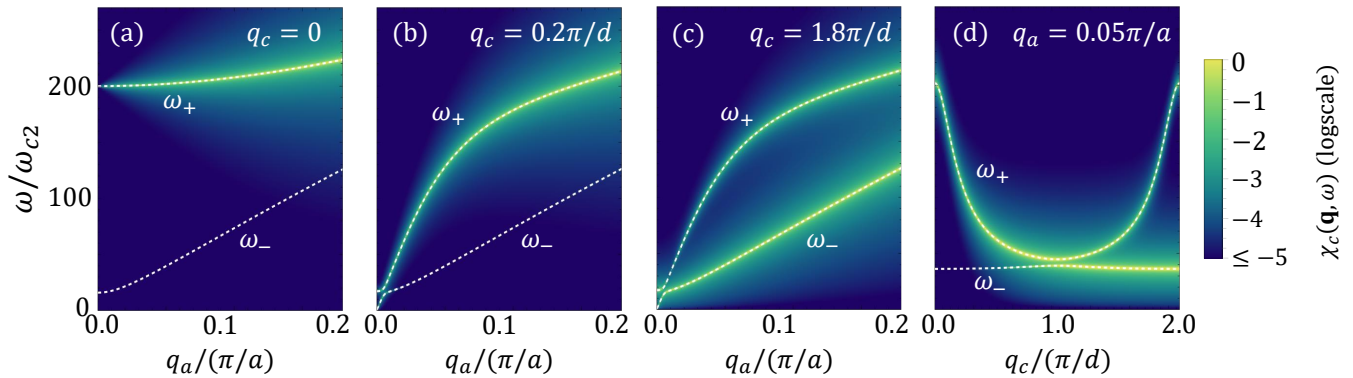 (a) q_c = 0
(b) q_c = 0.2π/d
(c) q_c = 1.8π/d
(d) q_a = 0.05π/a
ω/ω_{c2}
200
100
0
ω_+
ω_−
ω_+
ω_−
ω_+
ω_−
ω_+
ω_−
0.0 0.1 0.2
0.0 0.1 0.2
0.0 0.1 0.2
0.0 1.0 2.0
q_a/(π/a)
q_a/(π/a)
q_a/(π/a)
q_c/(π/d)
0
−1
−2
−3
−4
≤ −5
χ_c(𝐪, ω) (logscale)